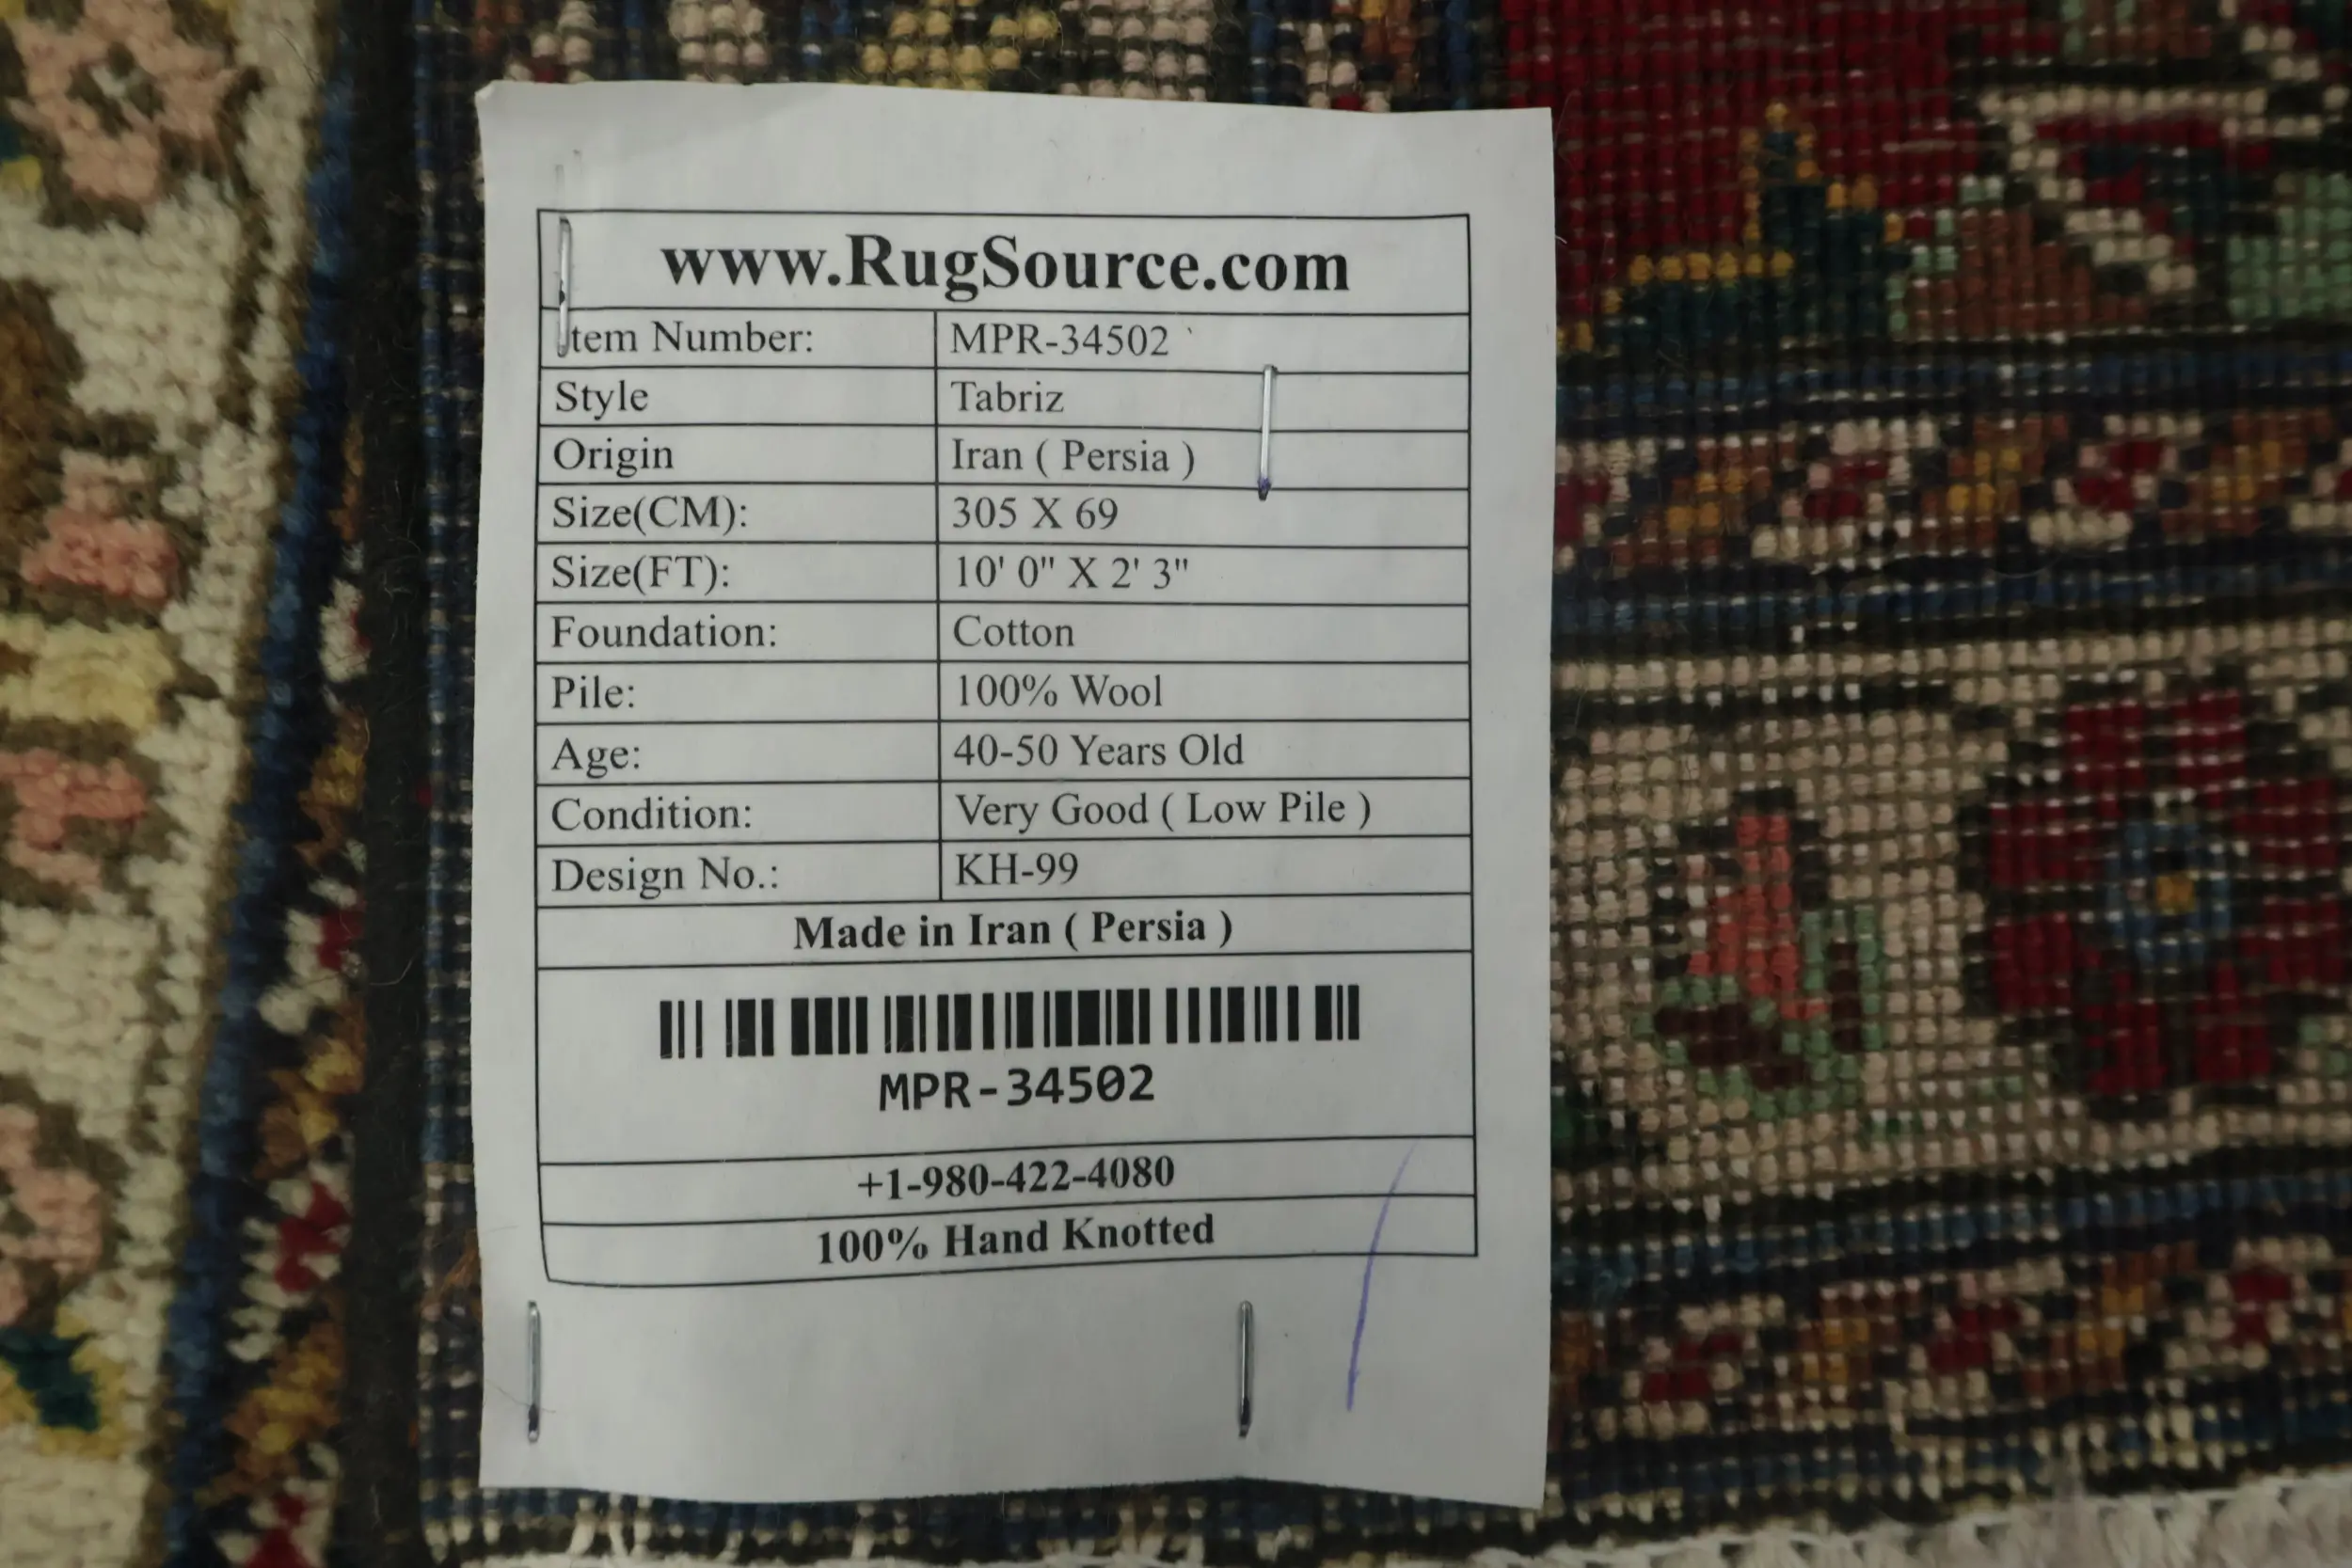 www.RugSource.com
Item Number: MPR-34502
Style Tabriz
Origin Iran ( Persia )
Size(CM): 305 X 69
Size(FT): 10' 0" X 2' 3"
Foundation: Cotton
Pile: 100% Wool
Age: 40-50 Years Old
Condition: Very Good ( Low Pile )
Design No.: KH-99
Made in Iran ( Persia )
MPR-34502
+1-980-422-4080
100% Hand Knotted